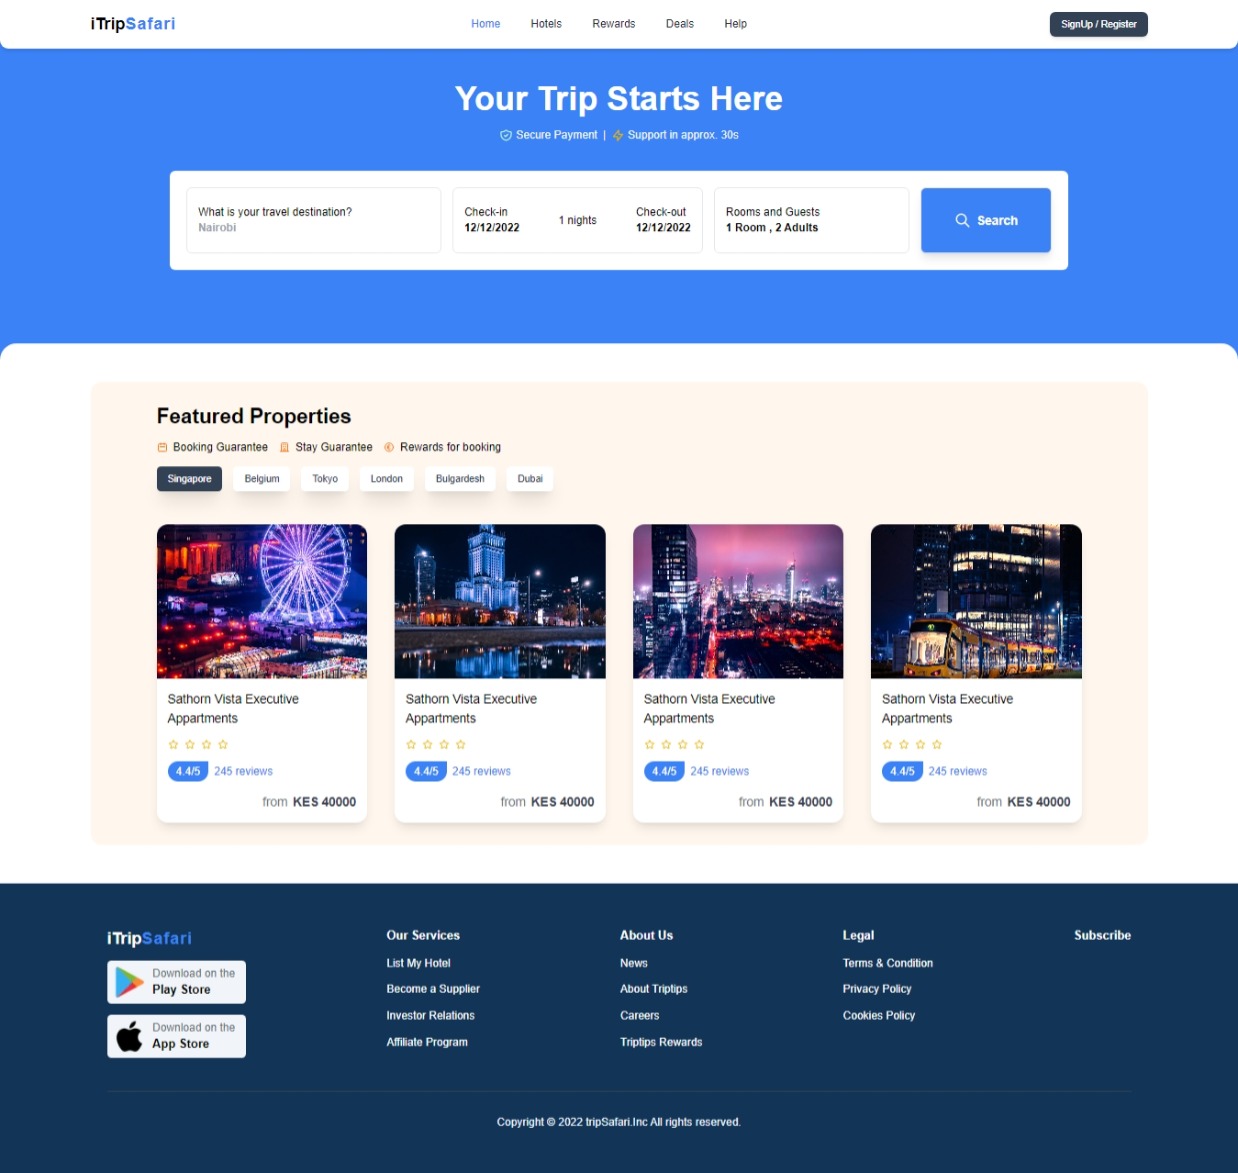 iTripSafari
Home
Hotels
Rewards
Deals
Help
SignUp / Register
Your Trip Starts Here
Secure Payment | Support in approx. 30s
What is your travel destination?
Nairobi
Check-in
12/12/2022
1 nights
Check-out
12/12/2022
Rooms and Guests
1 Room , 2 Adults
Search
Featured Properties
Booking Guarantee
Stay Guarantee
Rewards for booking
Singapore
Belgium
Tokyo
London
Bulgardesh
Dubai
Sathorn Vista Executive
Appartments
4.4/5 245 reviews
from KES 40000
Sathorn Vista Executive
Appartments
4.4/5 245 reviews
from KES 40000
Sathorn Vista Executive
Appartments
4.4/5 245 reviews
from KES 40000
Sathorn Vista Executive
Appartments
4.4/5 245 reviews
from KES 40000
iTripSafari
Download on the
Play Store
Download on the
App Store
Our Services
List My Hotel
Become a Supplier
Investor Relations
Affiliate Program
About Us
News
About Triptips
Careers
Triptips Rewards
Legal
Terms & Condition
Privacy Policy
Cookies Policy
Subscribe
Copyright © 2022 tripSafari.Inc All rights reserved.